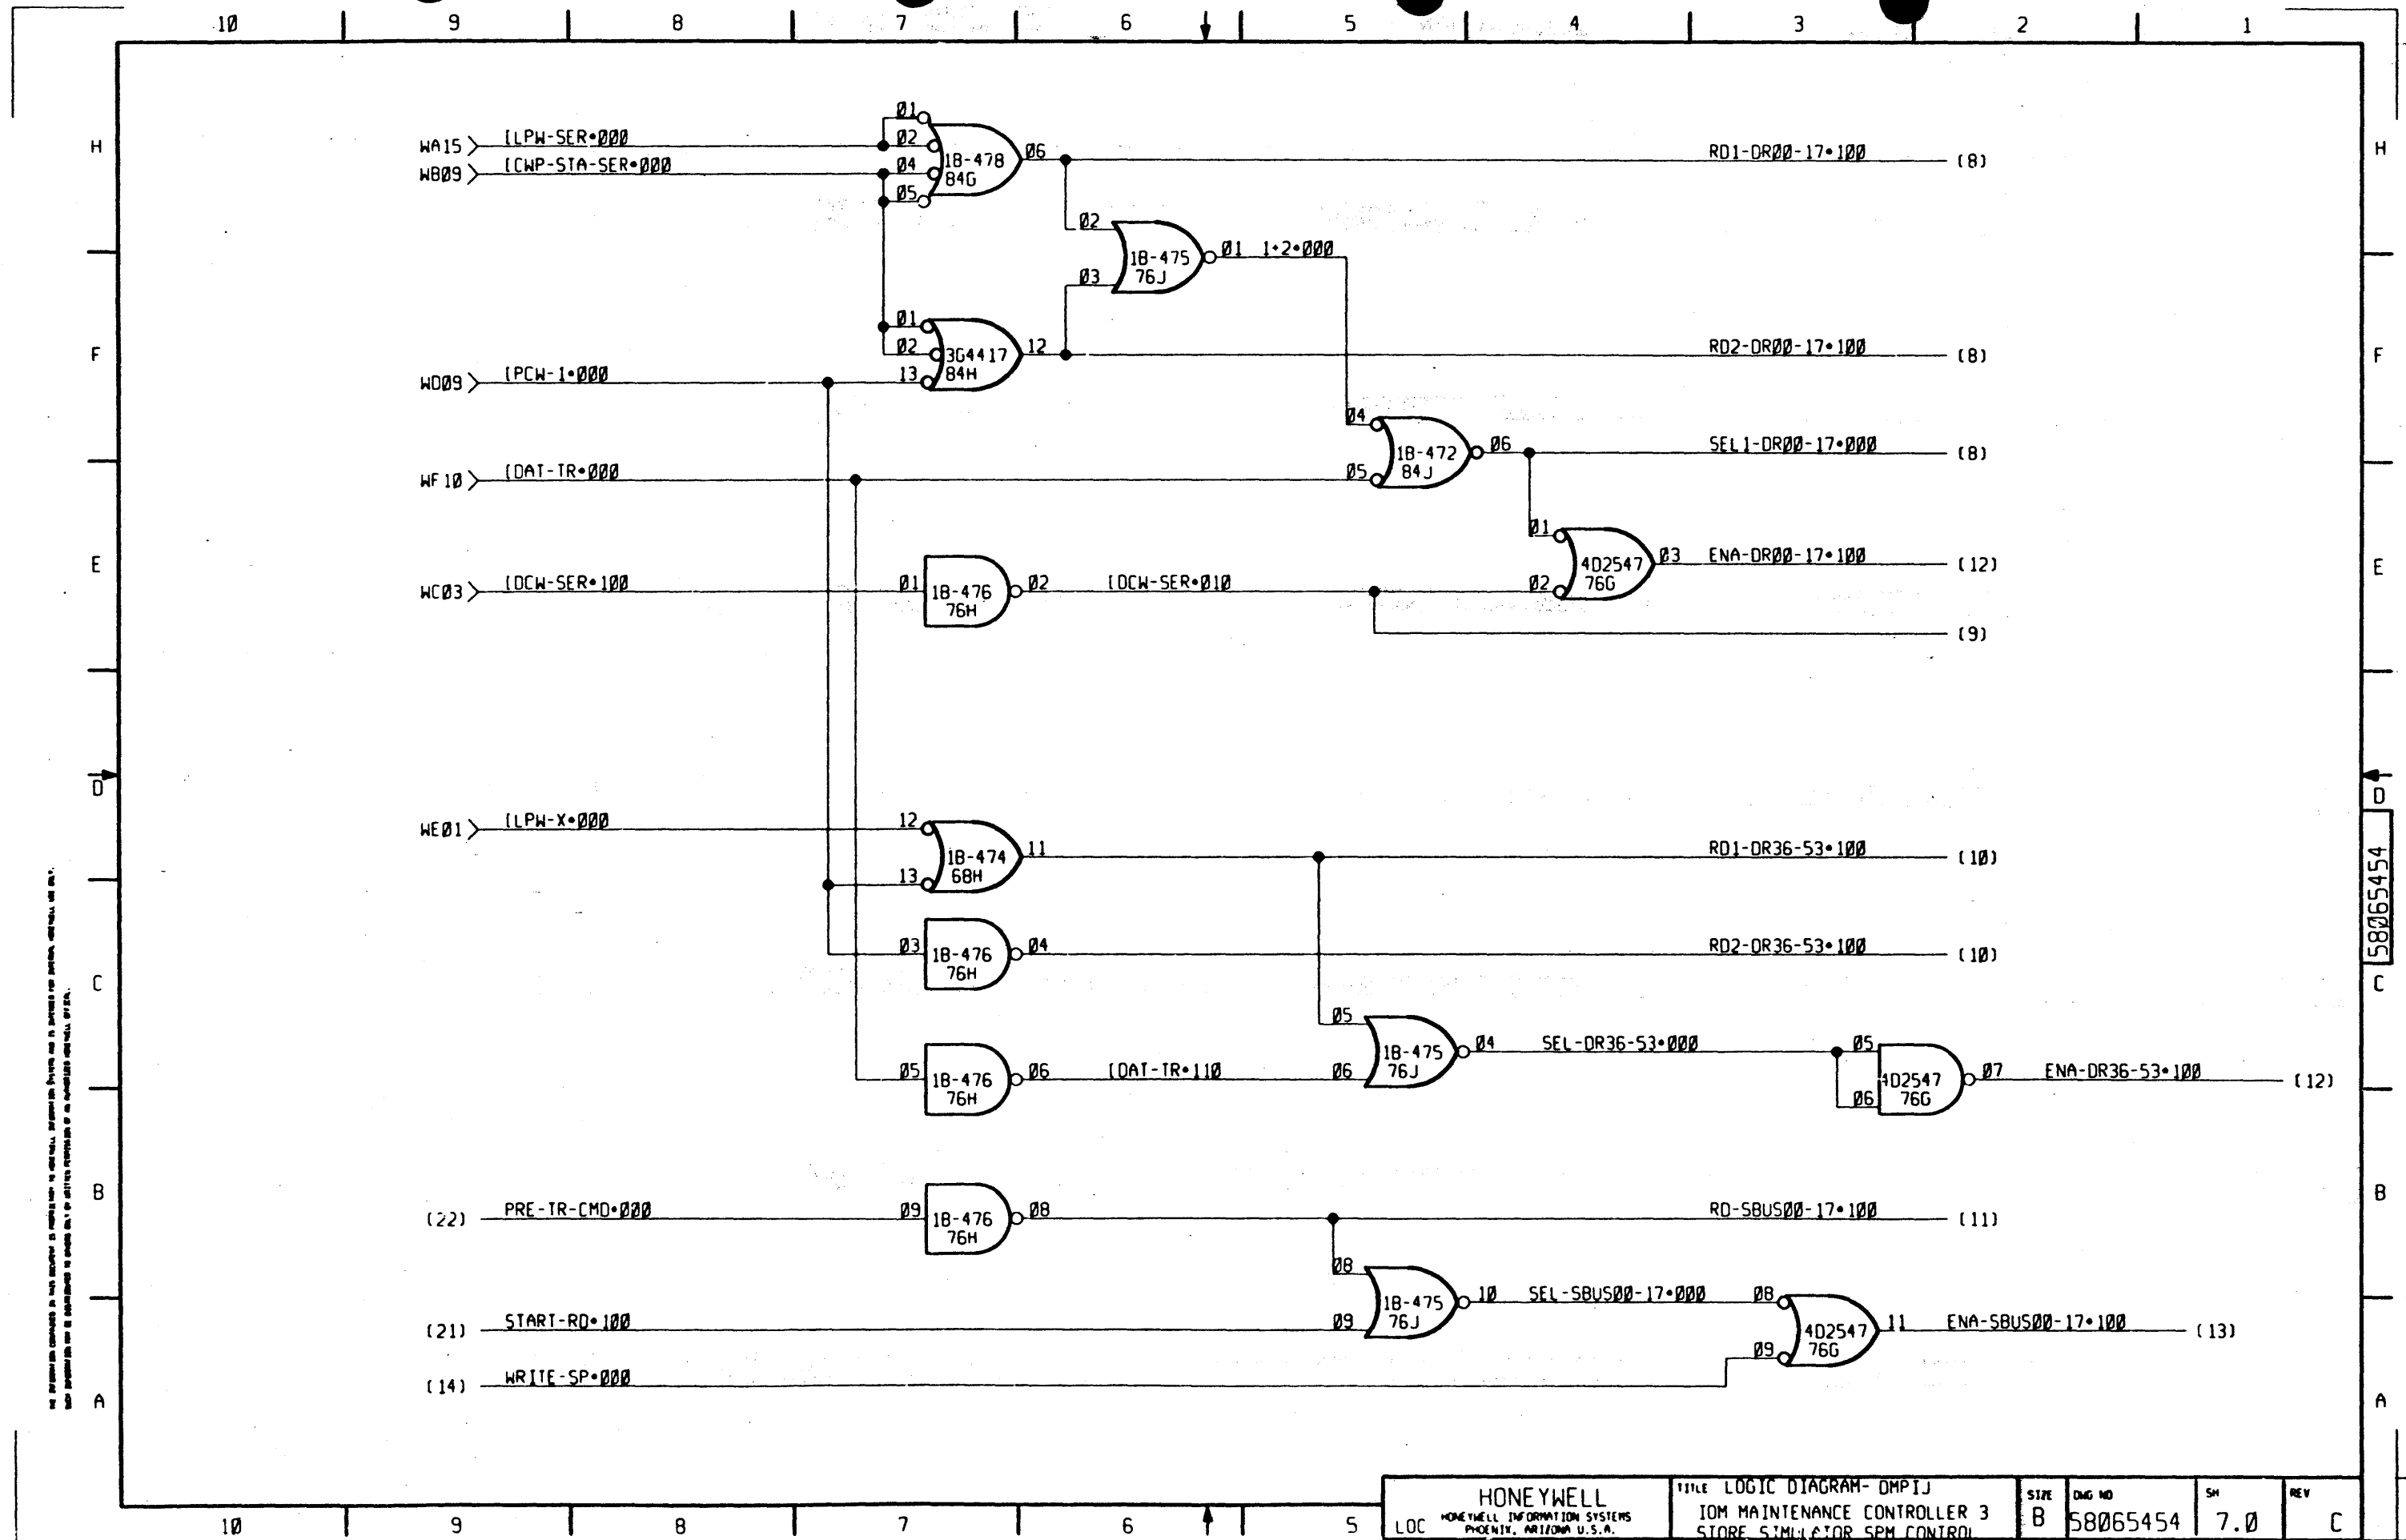 10 9 8 7 6 5 4 3 2 1
H H
F F
E E
D D
C C
B B
A A
WA15 [LPW-SER•000
WB09 [CWP-STA-SER•000
01
02
04
05
1B-478
84G
06
RD1-DR00-17•100 (8)
02
03
1B-475
76J
01 1+2•000
01
02
13
3G4417
84H
12
RD2-DR00-17•100 (8)
WD09 [PCW-1•000
04
05
1B-472
84J
06
SEL1-DR00-17•000 (8)
WF10 [DAT-TR•000
01
02
4D2547
76G
03 ENA-DR00-17•100 (12)
WC03 [DCW-SER•100
01
1B-476
76H
02 [DCW-SER•010
(9)
WE01 [LPW-X•000
12
13
1B-474
68H
11
RD1-DR36-53•100 (10)
03
1B-476
76H
04
RD2-DR36-53•100 (10)
05
1B-476
76H
06 [DAT-TR•110
05
06
1B-475
76J
04 SEL-DR36-53•000
05
06
4D2547
76G
07 ENA-DR36-53•100 (12)
(22) PRE-TR-CMD•000
09
1B-476
76H
08
RD-SBUS00-17•100 (11)
(21) START-RD•100
08
09
1B-475
76J
10 SEL-SBUS00-17•000
(14) WRITE-SP•000
08
09
4D2547
76G
11 ENA-SBUS00-17•100 (13)
58065454
10 9 8 7 6 5
LOC
HONEYWELL
HONEYWELL INFORMATION SYSTEMS
PHOENIX, ARIZONA U.S.A.
TITLE LOGIC DIAGRAM- DMPIJ
IOM MAINTENANCE CONTROLLER 3
STORE SIMULATOR SPM CONTROL
SIZE B
DWG NO 58065454
SH 7.0
REV C